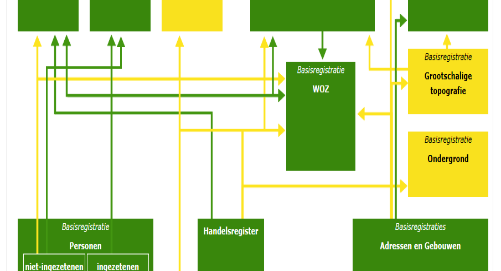 Basisregistratie
Grootschalige
topografie
Basisregistratie
WOZ
Basisregistratie
Ondergrond
Basisregistratie
Personen
niet-ingezetenen
ingezetenen
Handelsregister
Basisregistraties
Adressen en Gebouwen